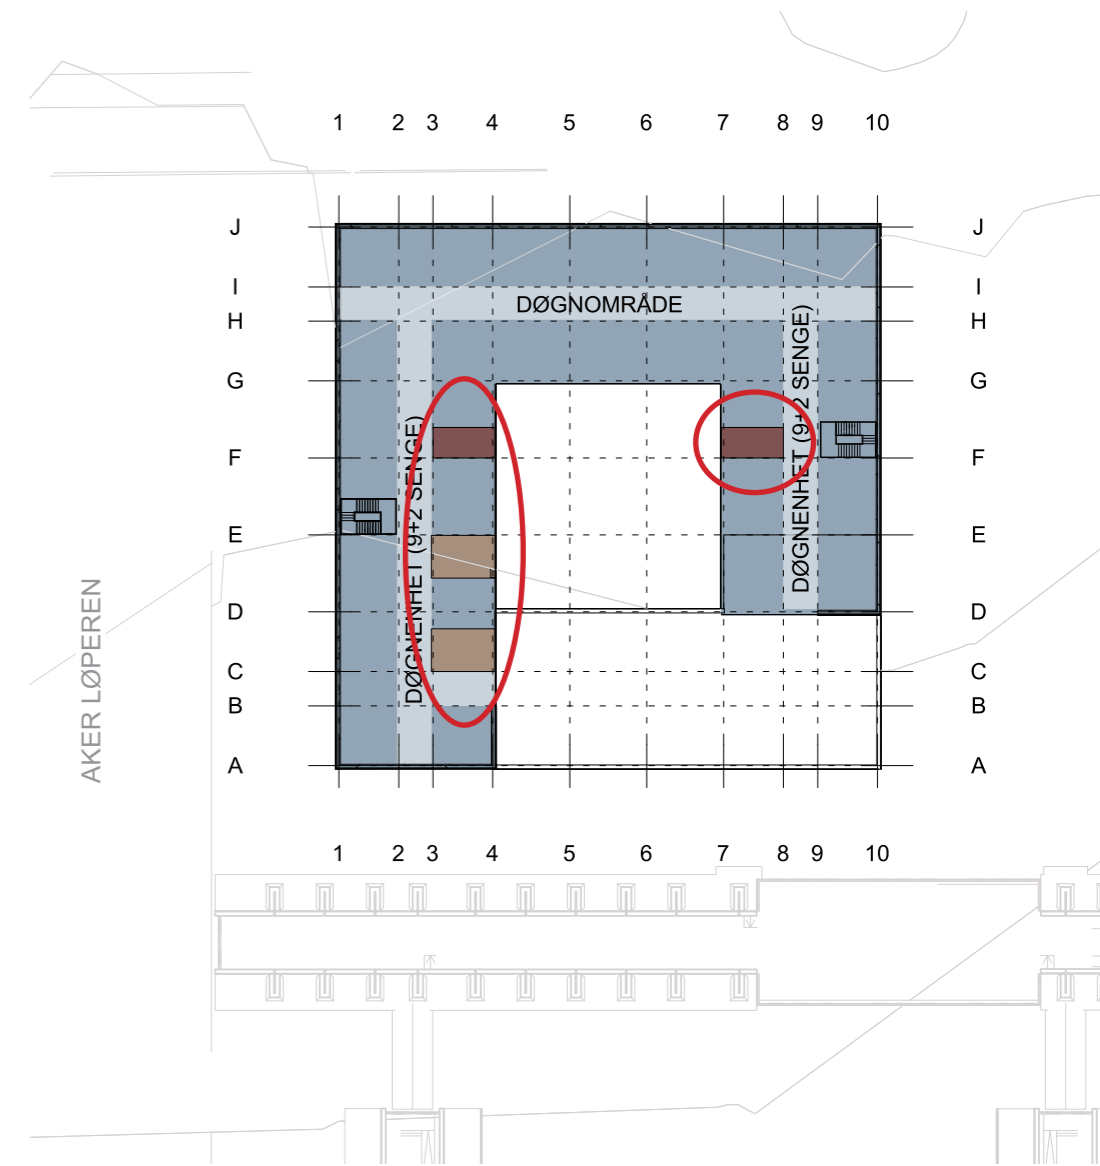 1 2 3 4 5 6 7 8 9 10
J J
I I
DØGNOMRÅDE
H H
G G
DØGNENHET (9+2 SENGE)
DØGNENHET (9+2 SENGE)
F F
E E
D D
AKER LØPEREN
C C
B B
A A
1 2 3 4 5 6 7 8 9 10